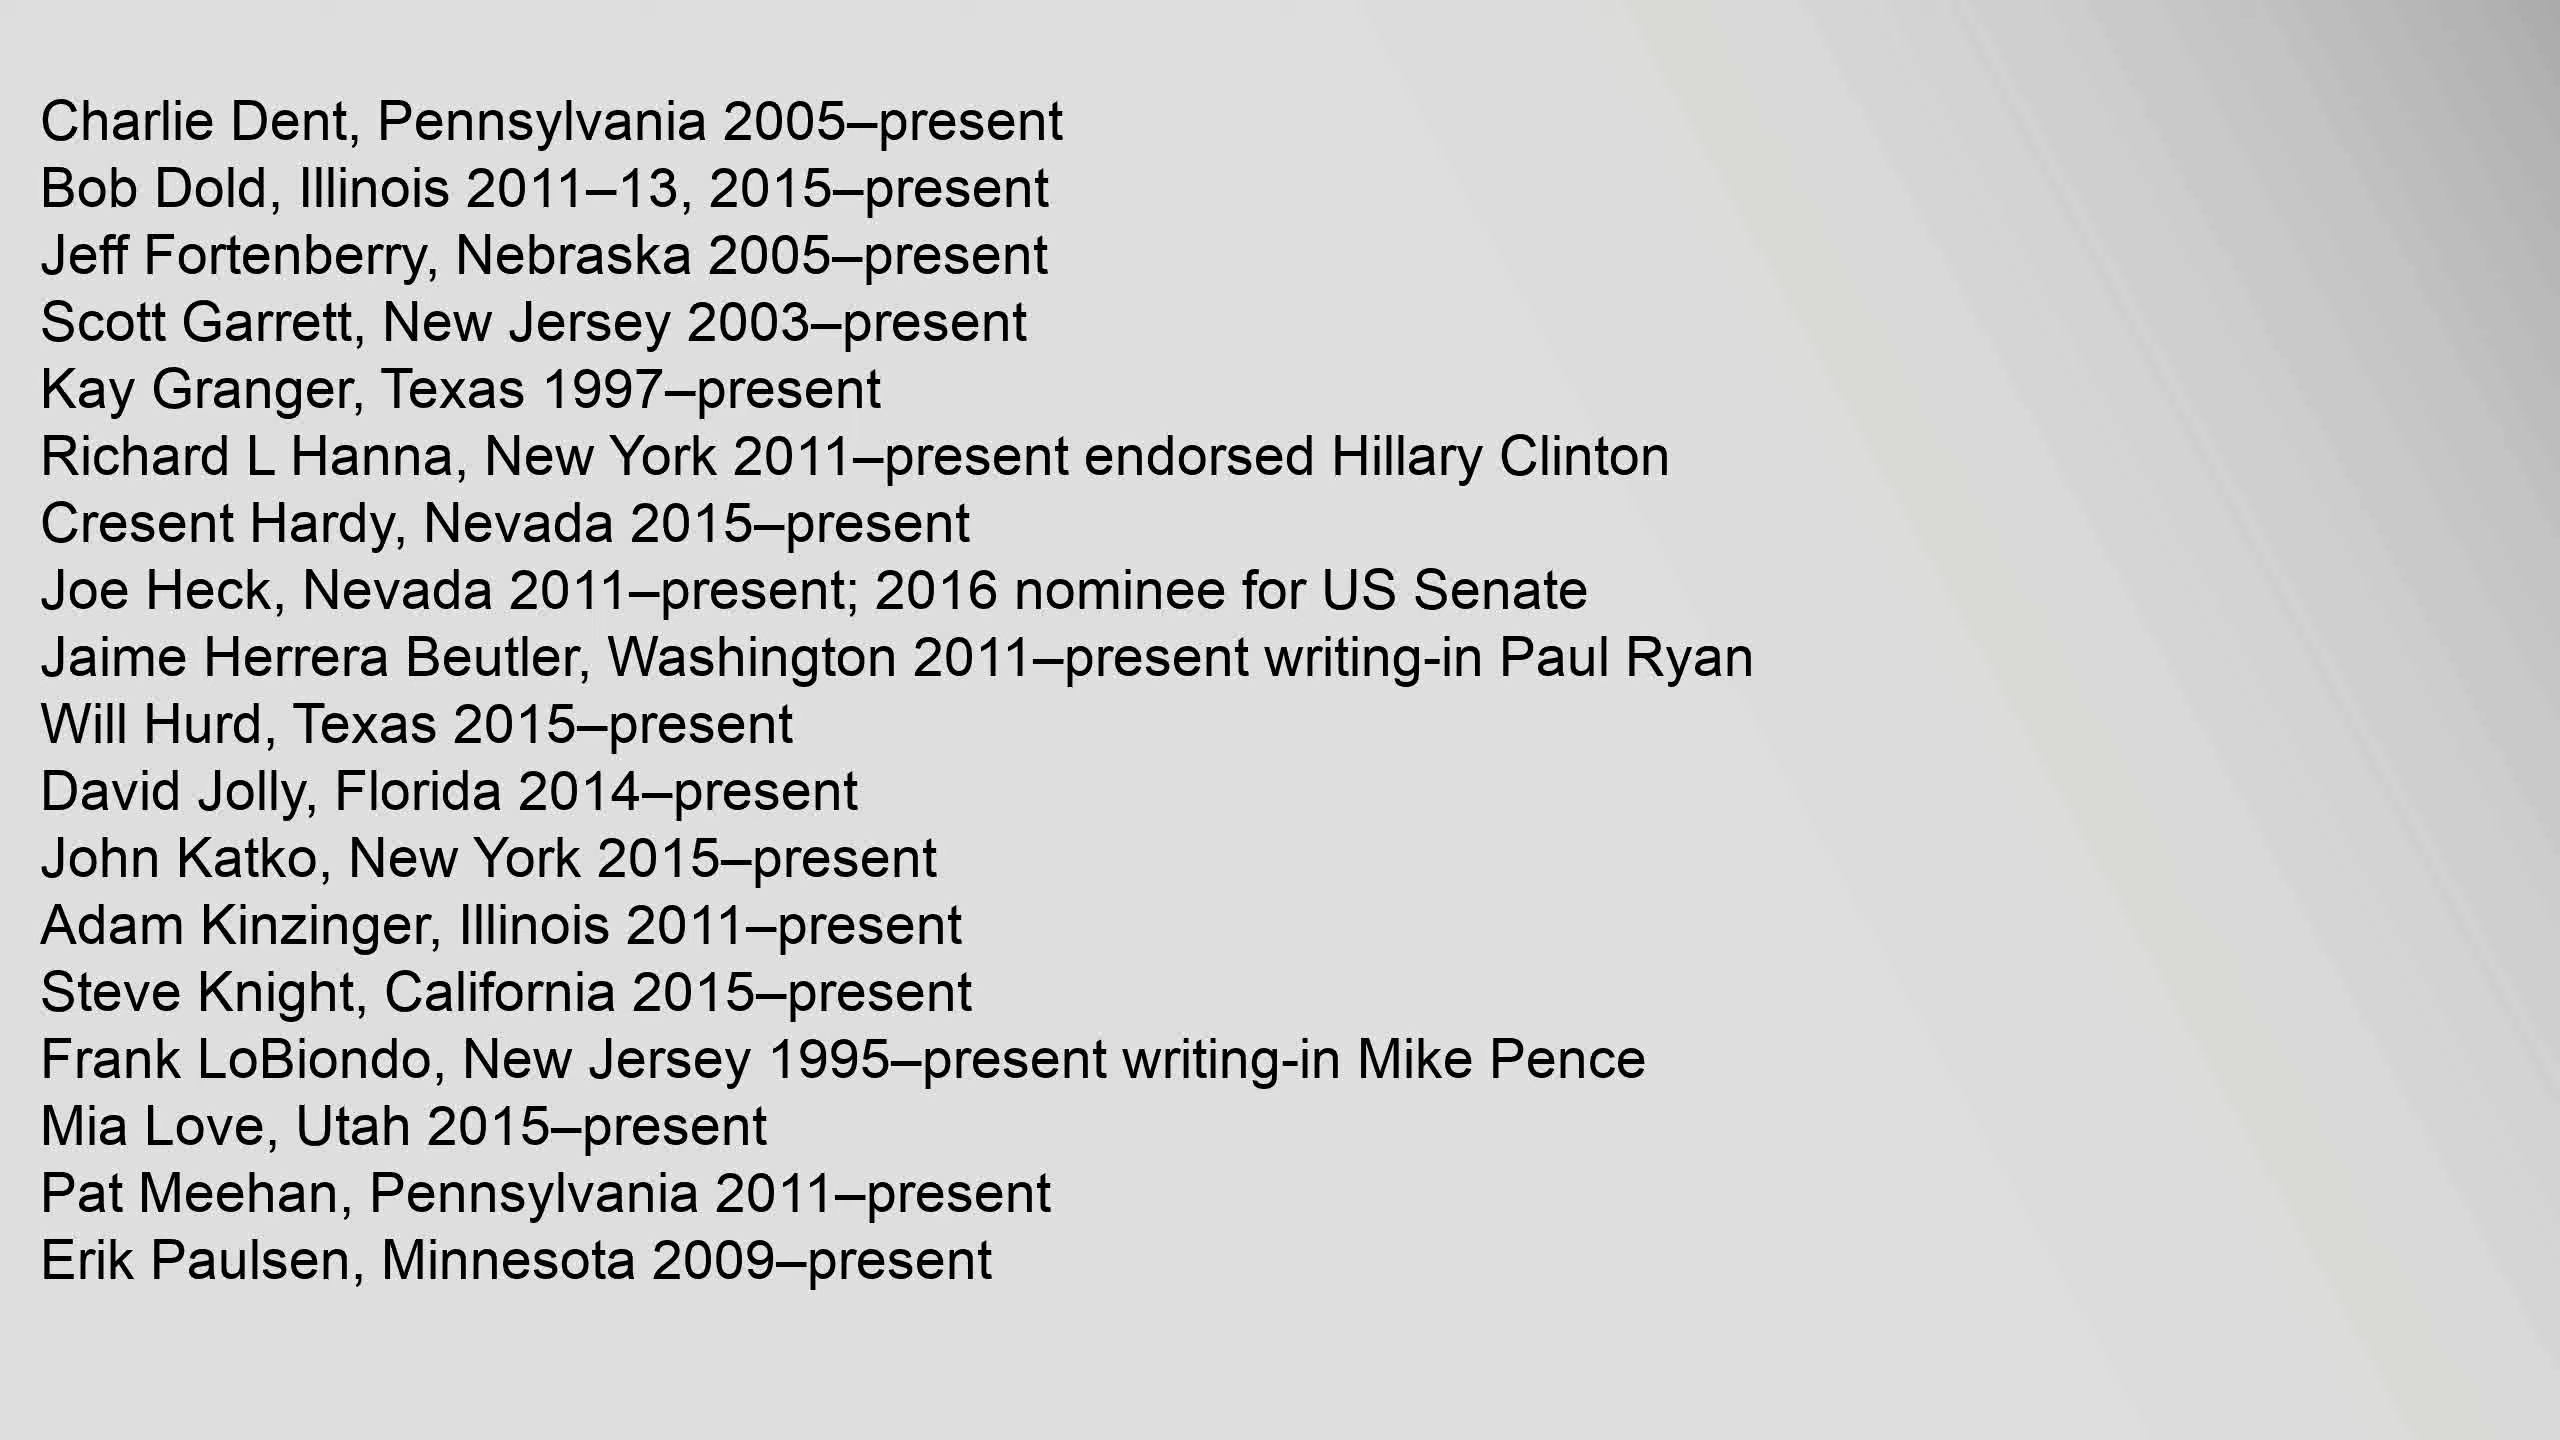 Charlie Dent, Pennsylvania 2005–present
Bob Dold, Illinois 2011–13, 2015–present
Jeff Fortenberry, Nebraska 2005–present
Scott Garrett, New Jersey 2003–present
Kay Granger, Texas 1997–present
Richard L Hanna, New York 2011–present endorsed Hillary Clinton
Cresent Hardy, Nevada 2015–present
Joe Heck, Nevada 2011–present; 2016 nominee for US Senate
Jaime Herrera Beutler, Washington 2011–present writing-in Paul Ryan
Will Hurd, Texas 2015–present
David Jolly, Florida 2014–present
John Katko, New York 2015–present
Adam Kinzinger, Illinois 2011–present
Steve Knight, California 2015–present
Frank LoBiondo, New Jersey 1995–present writing-in Mike Pence
Mia Love, Utah 2015–present
Pat Meehan, Pennsylvania 2011–present
Erik Paulsen, Minnesota 2009–present